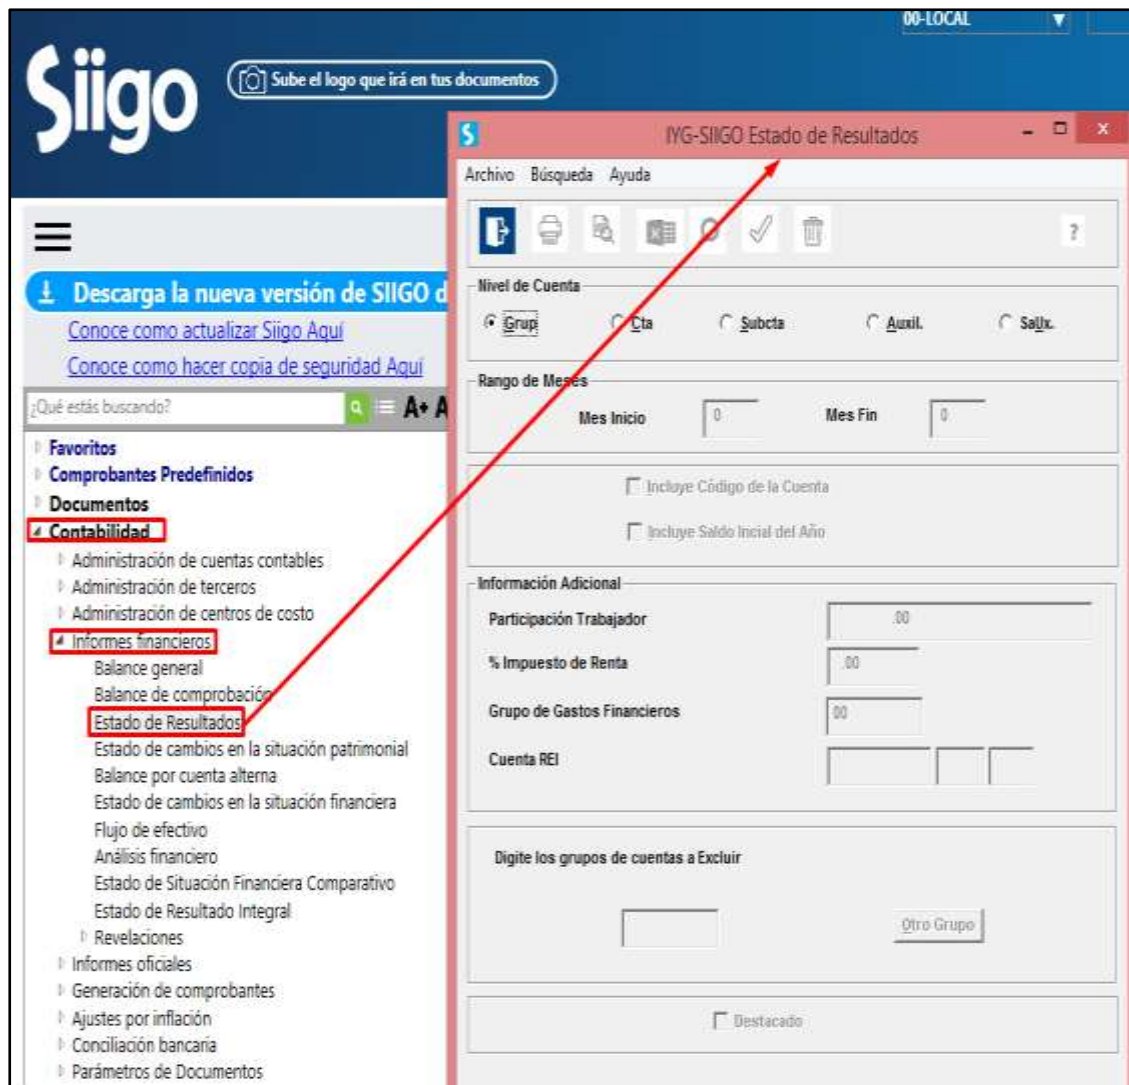 00-LOCAL
Siigo
Sube el logo que irá en tus documentos
Descarga la nueva versión de SIIGO d
Conoce como actualizar Siigo Aquí
Conoce como hacer copia de seguridad Aquí
¿Qué estás buscando?
A+ A
Favoritos
Comprobantes Predefinidos
Documentos
Contabilidad
Administración de cuentas contables
Administración de terceros
Administración de centros de costo
Informes financieros
Balance general
Balance de comprobación
Estado de Resultados
Estado de cambios en la situación patrimonial
Balance por cuenta alterna
Estado de cambios en la situación financiera
Flujo de efectivo
Análisis financiero
Estado de Situación Financiera Comparativo
Estado de Resultado Integral
Revelaciones
Informes oficiales
Generación de comprobantes
Ajustes por inflación
Conciliación bancaria
Parámetros de Documentos
S
IYG-SIIGO Estado de Resultados
Archivo Búsqueda Ayuda
?
Nivel de Cuenta
Grup Cta Subcta Auxil. SaUx.
Rango de Meses
Mes Inicio 0 Mes Fin 0
Incluye Código de la Cuenta
Incluye Saldo Incial del Año
Información Adicional
Participación Trabajador .00
% Impuesto de Renta .00
Grupo de Gastos Financieros 00
Cuenta REI
Digite los grupos de cuentas a Excluir
Otro Grupo
Destacado